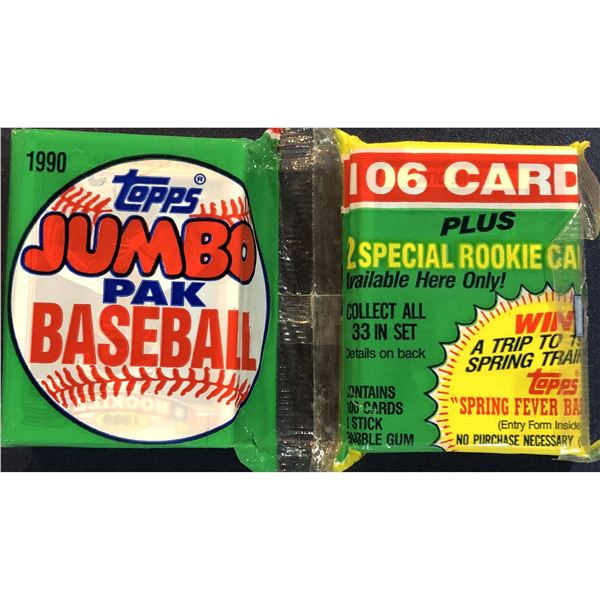 1990
Topps®
JUMBO
PAK
BASEBALL
106 CARD
PLUS
2 SPECIAL ROOKIE CA
Available Here Only!
COLLECT ALL
33 IN SET
Details on back
CONTAINS
106 CARDS
1 STICK
BUBBLE GUM
WIN
A TRIP TO 19
SPRING TRAIN
Topps
"SPRING FEVER BA
(Entry Form Inside
NO PURCHASE NECESSARY (